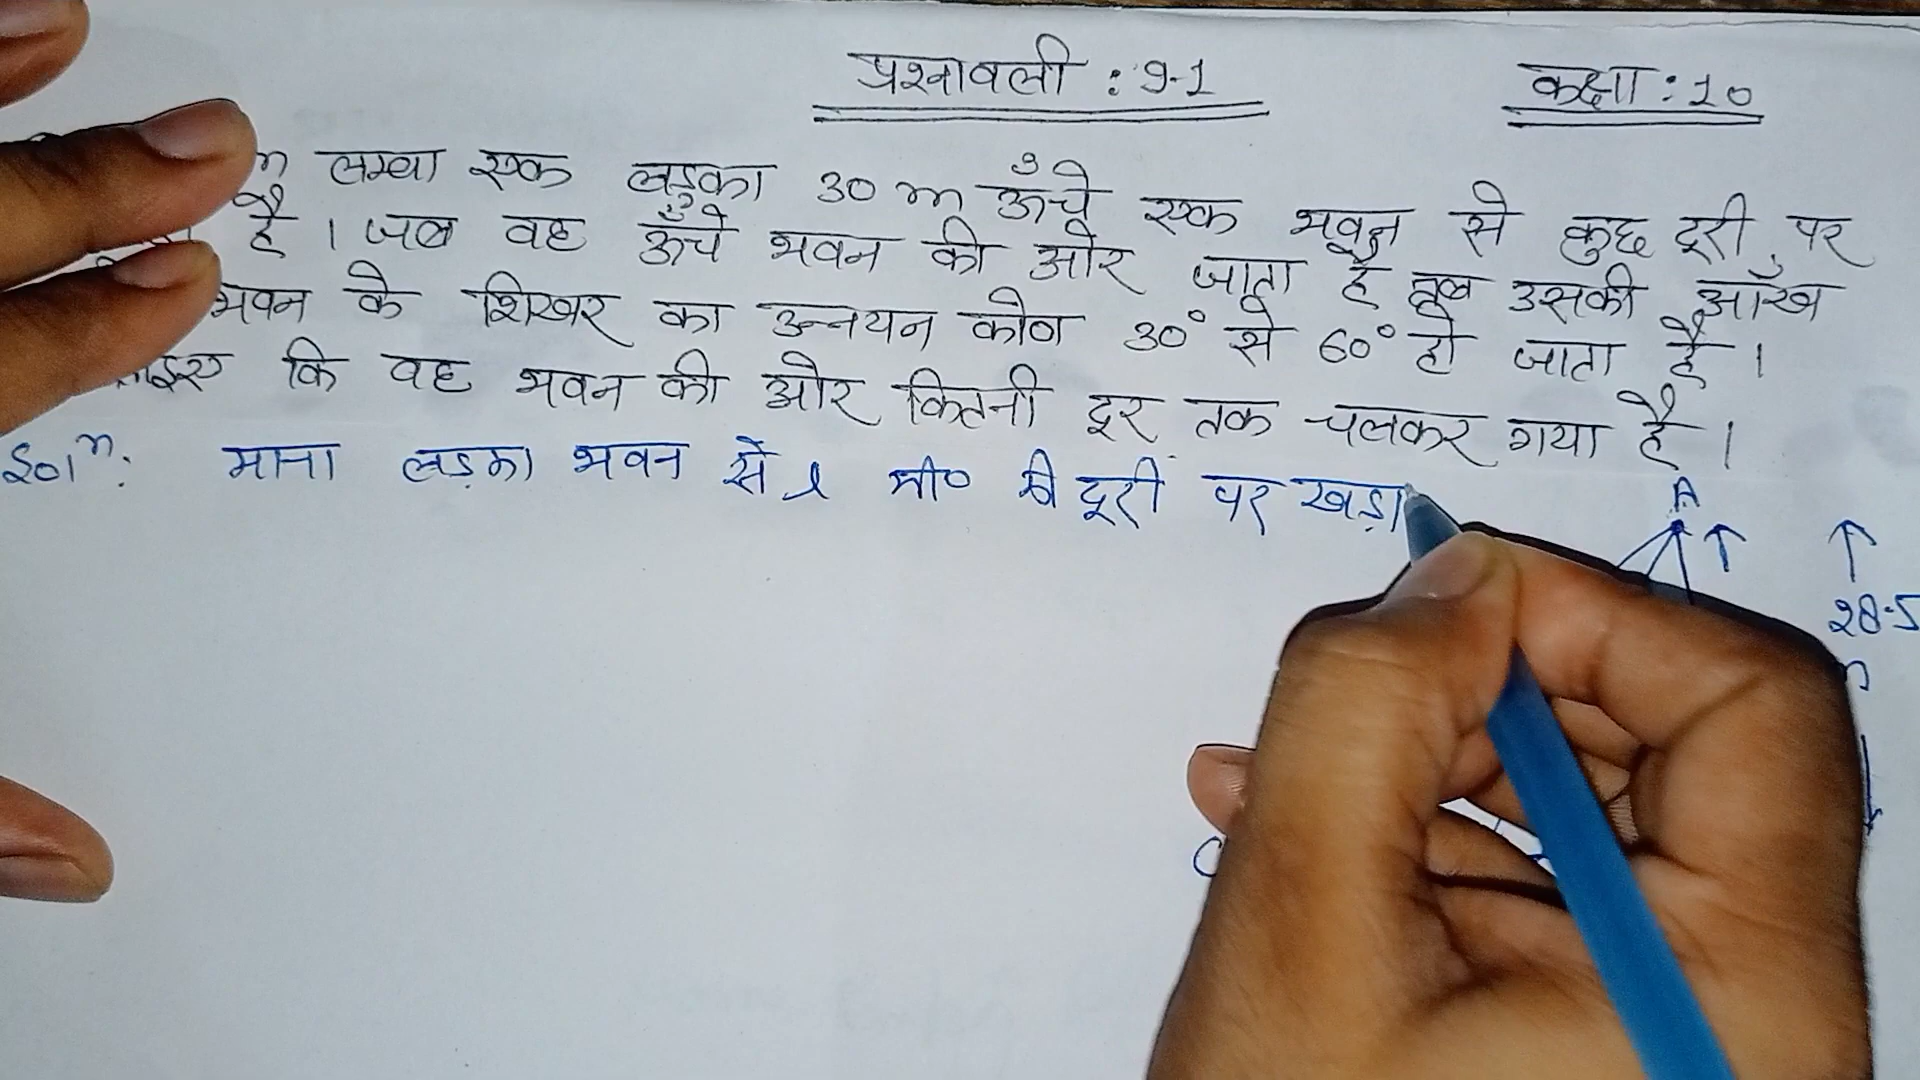 प्रश्नावली : 9.1
कक्षा : 10
m लम्बा एक लड़का 30 m ऊँचे एक भवन से कुछ दूरी पर
है । जब वह ऊँचे भवन की ओर जाता है तब उसकी आँख
भवन के शिखर का उन्नयन कोण 30° से 60° हो जाता है ।
कि वह भवन की ओर कितनी दूर तक चलकर गया है ।
Solⁿ: माना लड़का भवन से मी० की दूरी पर खड़ा
A
28.5
m
C